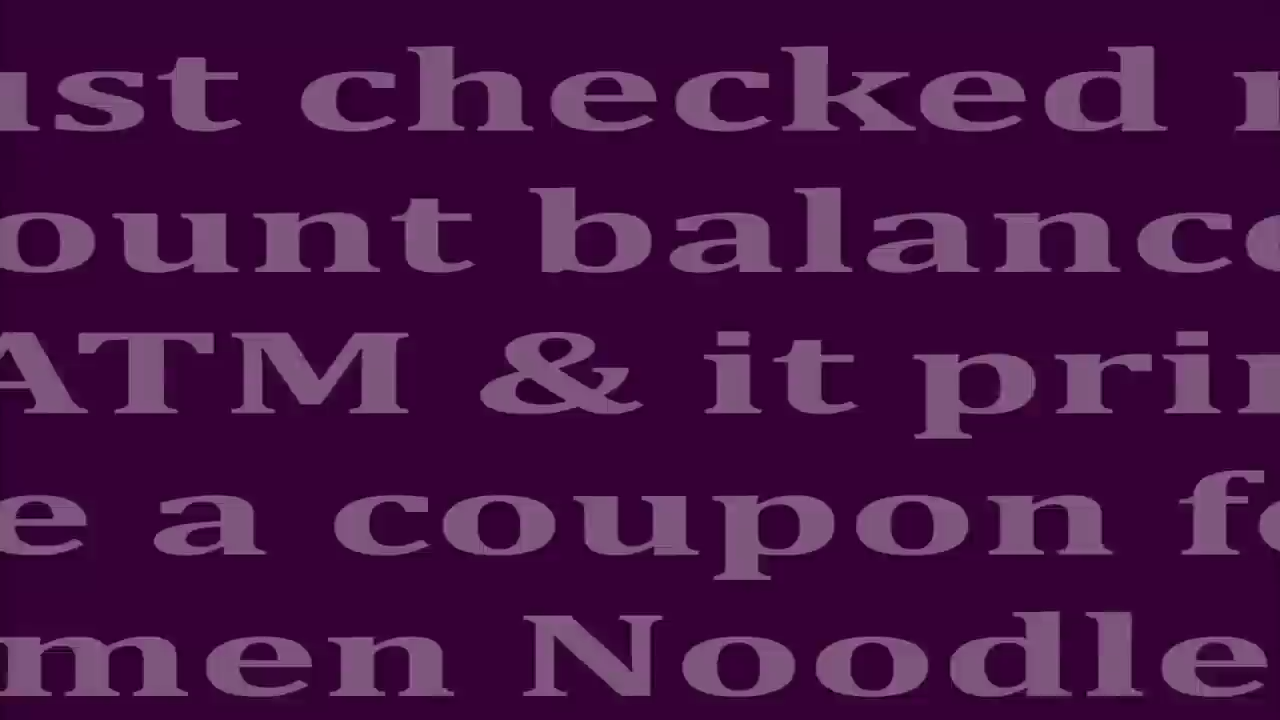 ust checked
ount balance
ATM & it prin
e a coupon fo
men Noodle